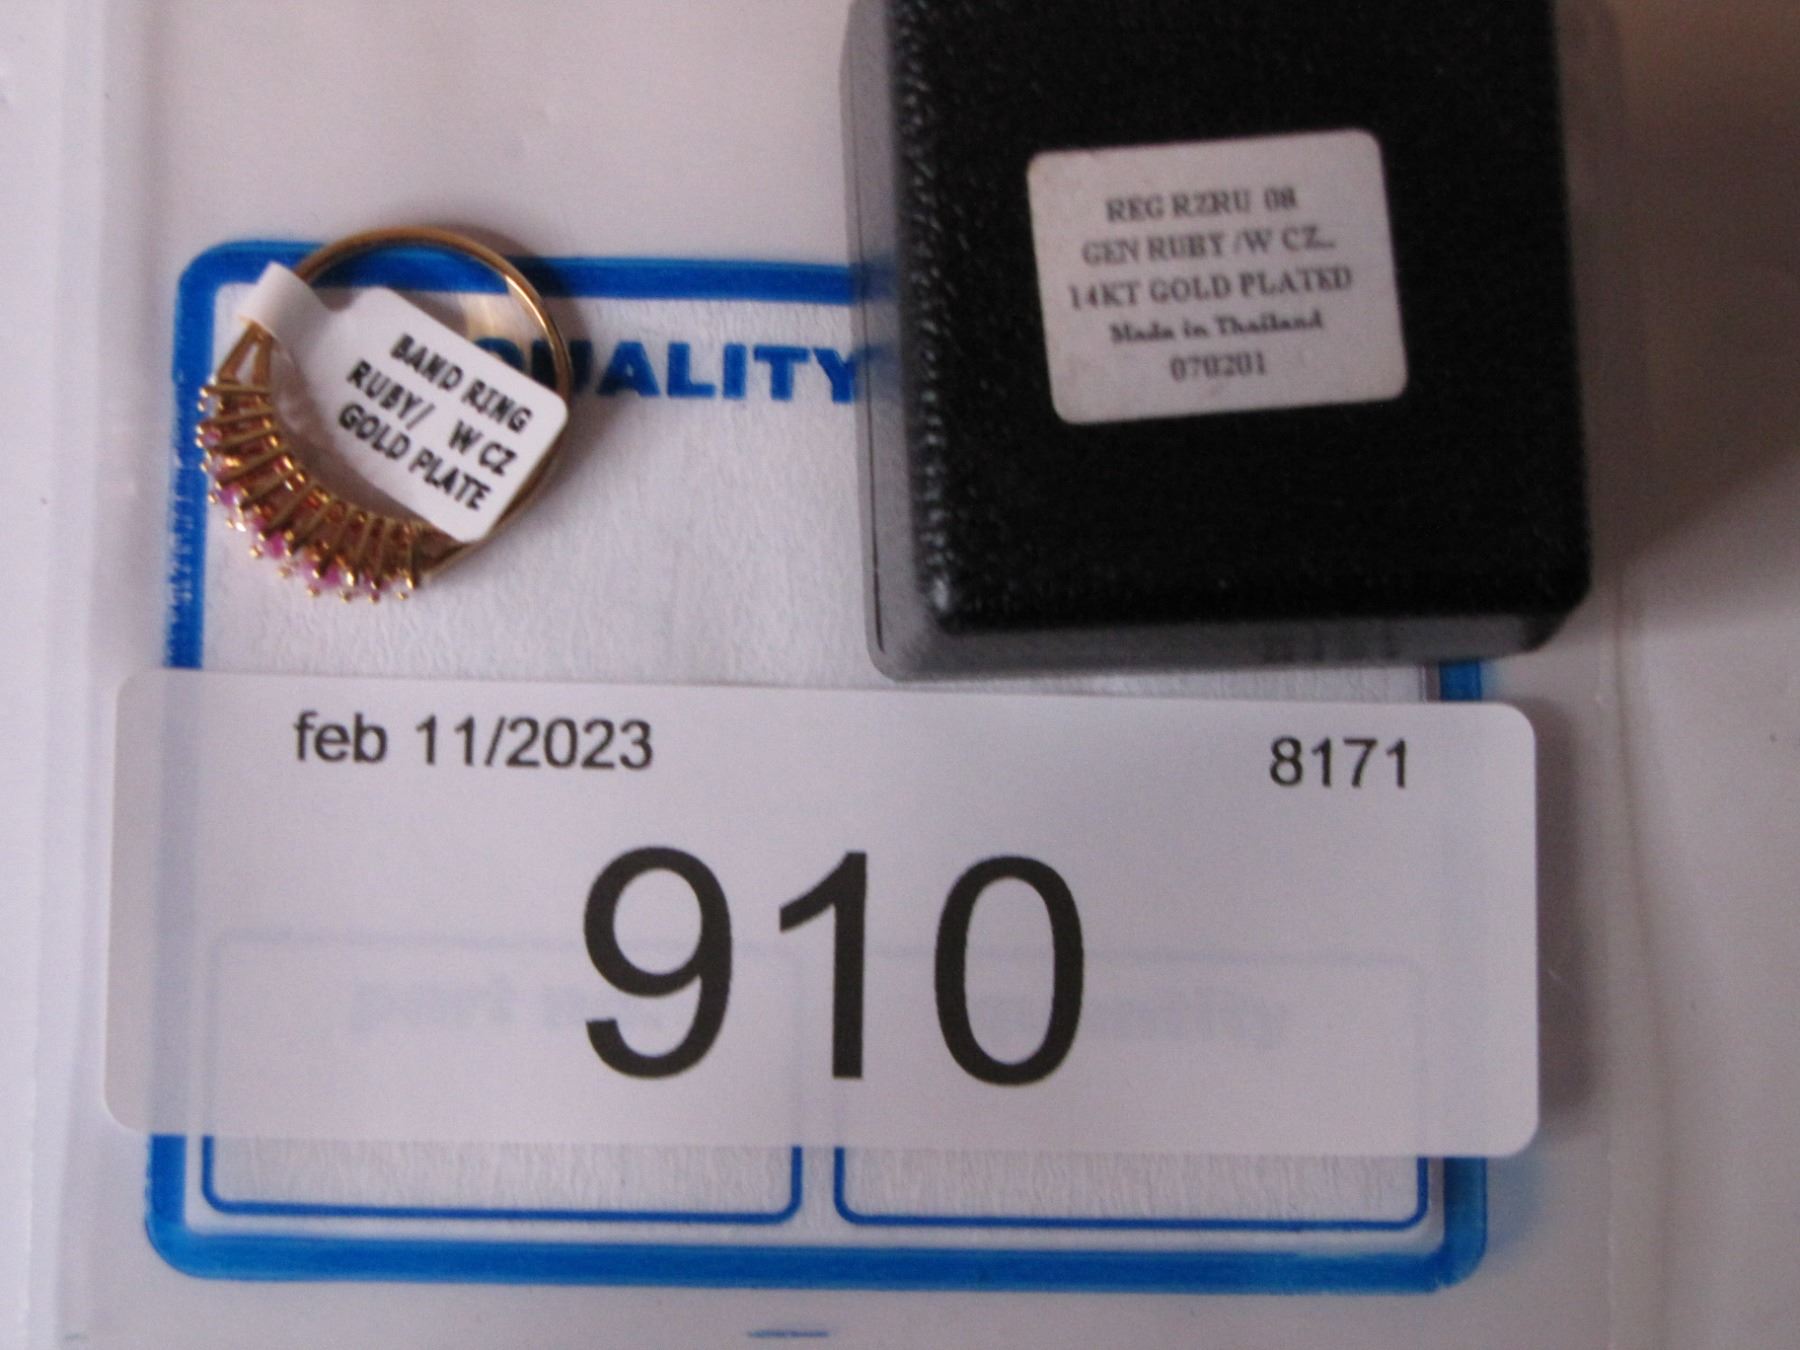 REG RZRU 08
GEN RUBY /W CZ..
14KT GOLD PLATED
Made in Thailand
070201
BAND RING
RUBY/ W CZ
GOLD PLATE
QUALITY
feb 11/2023 8171
910